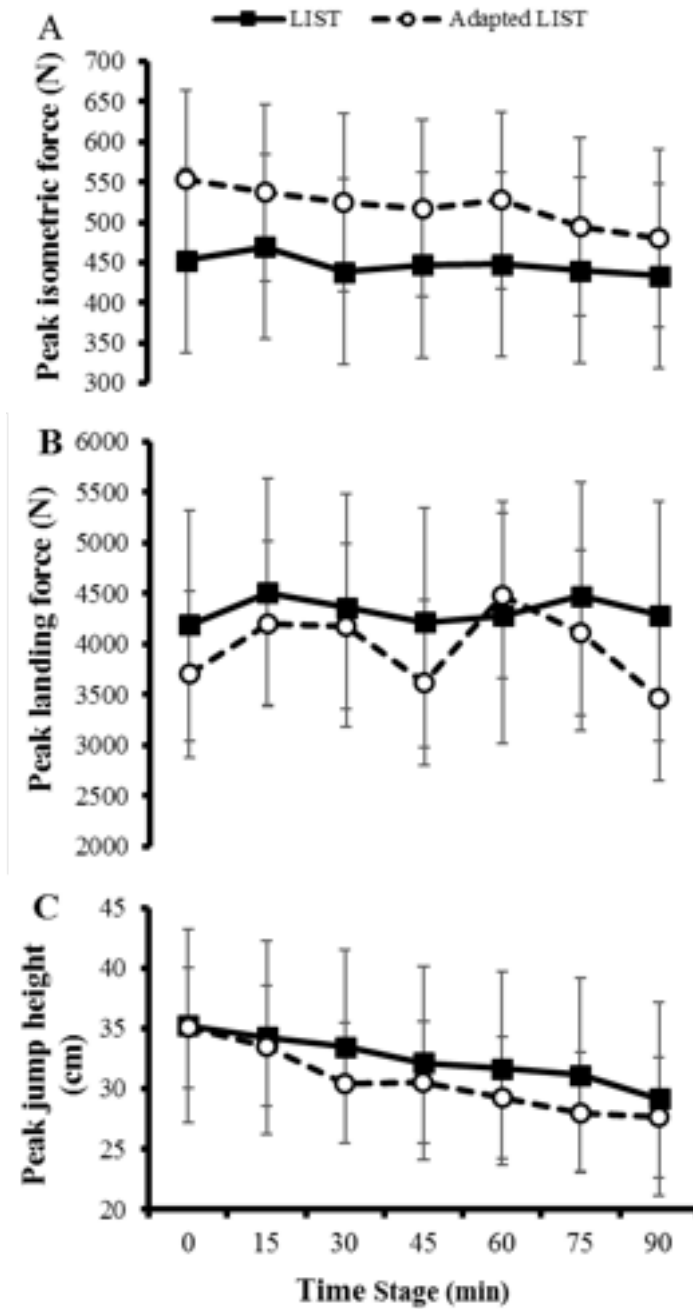 A
LIST Adapted LIST
Peak isometric force (N)
700
650
600
550
500
450
400
350
300
B
Peak landing force (N)
6000
5500
5000
4500
4000
3500
3000
2500
2000
C
Peak jump height
(cm)
45
40
35
30
25
20
0 15 30 45 60 75 90
Time Stage (min)